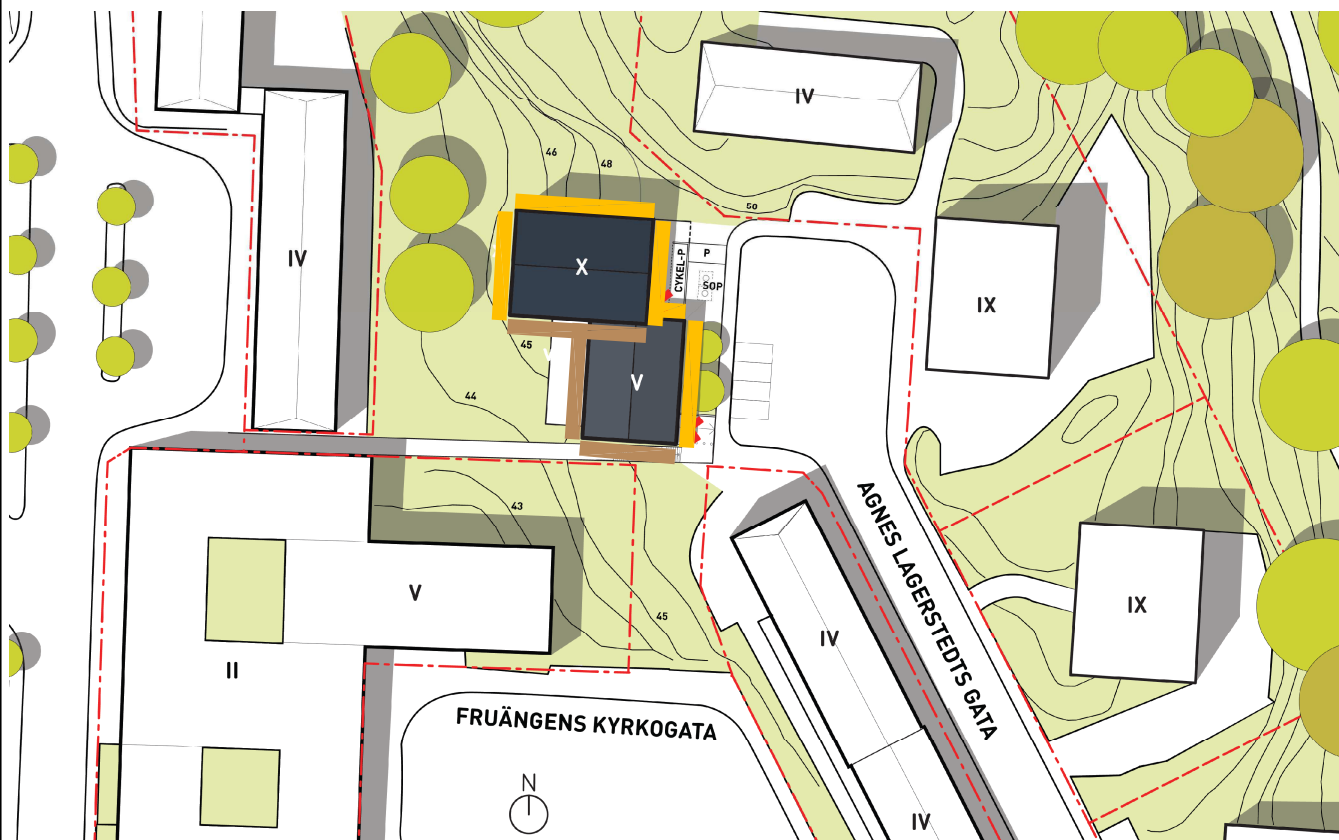 IV
46
48
50
IV
X
CYKEL-P
P
SOP
IX
45
V
V
44
43
V
45
IV
AGNES LAGERSTEDTS GATA
IX
II
FRUÄNGENS KYRKOGATA
N
IV